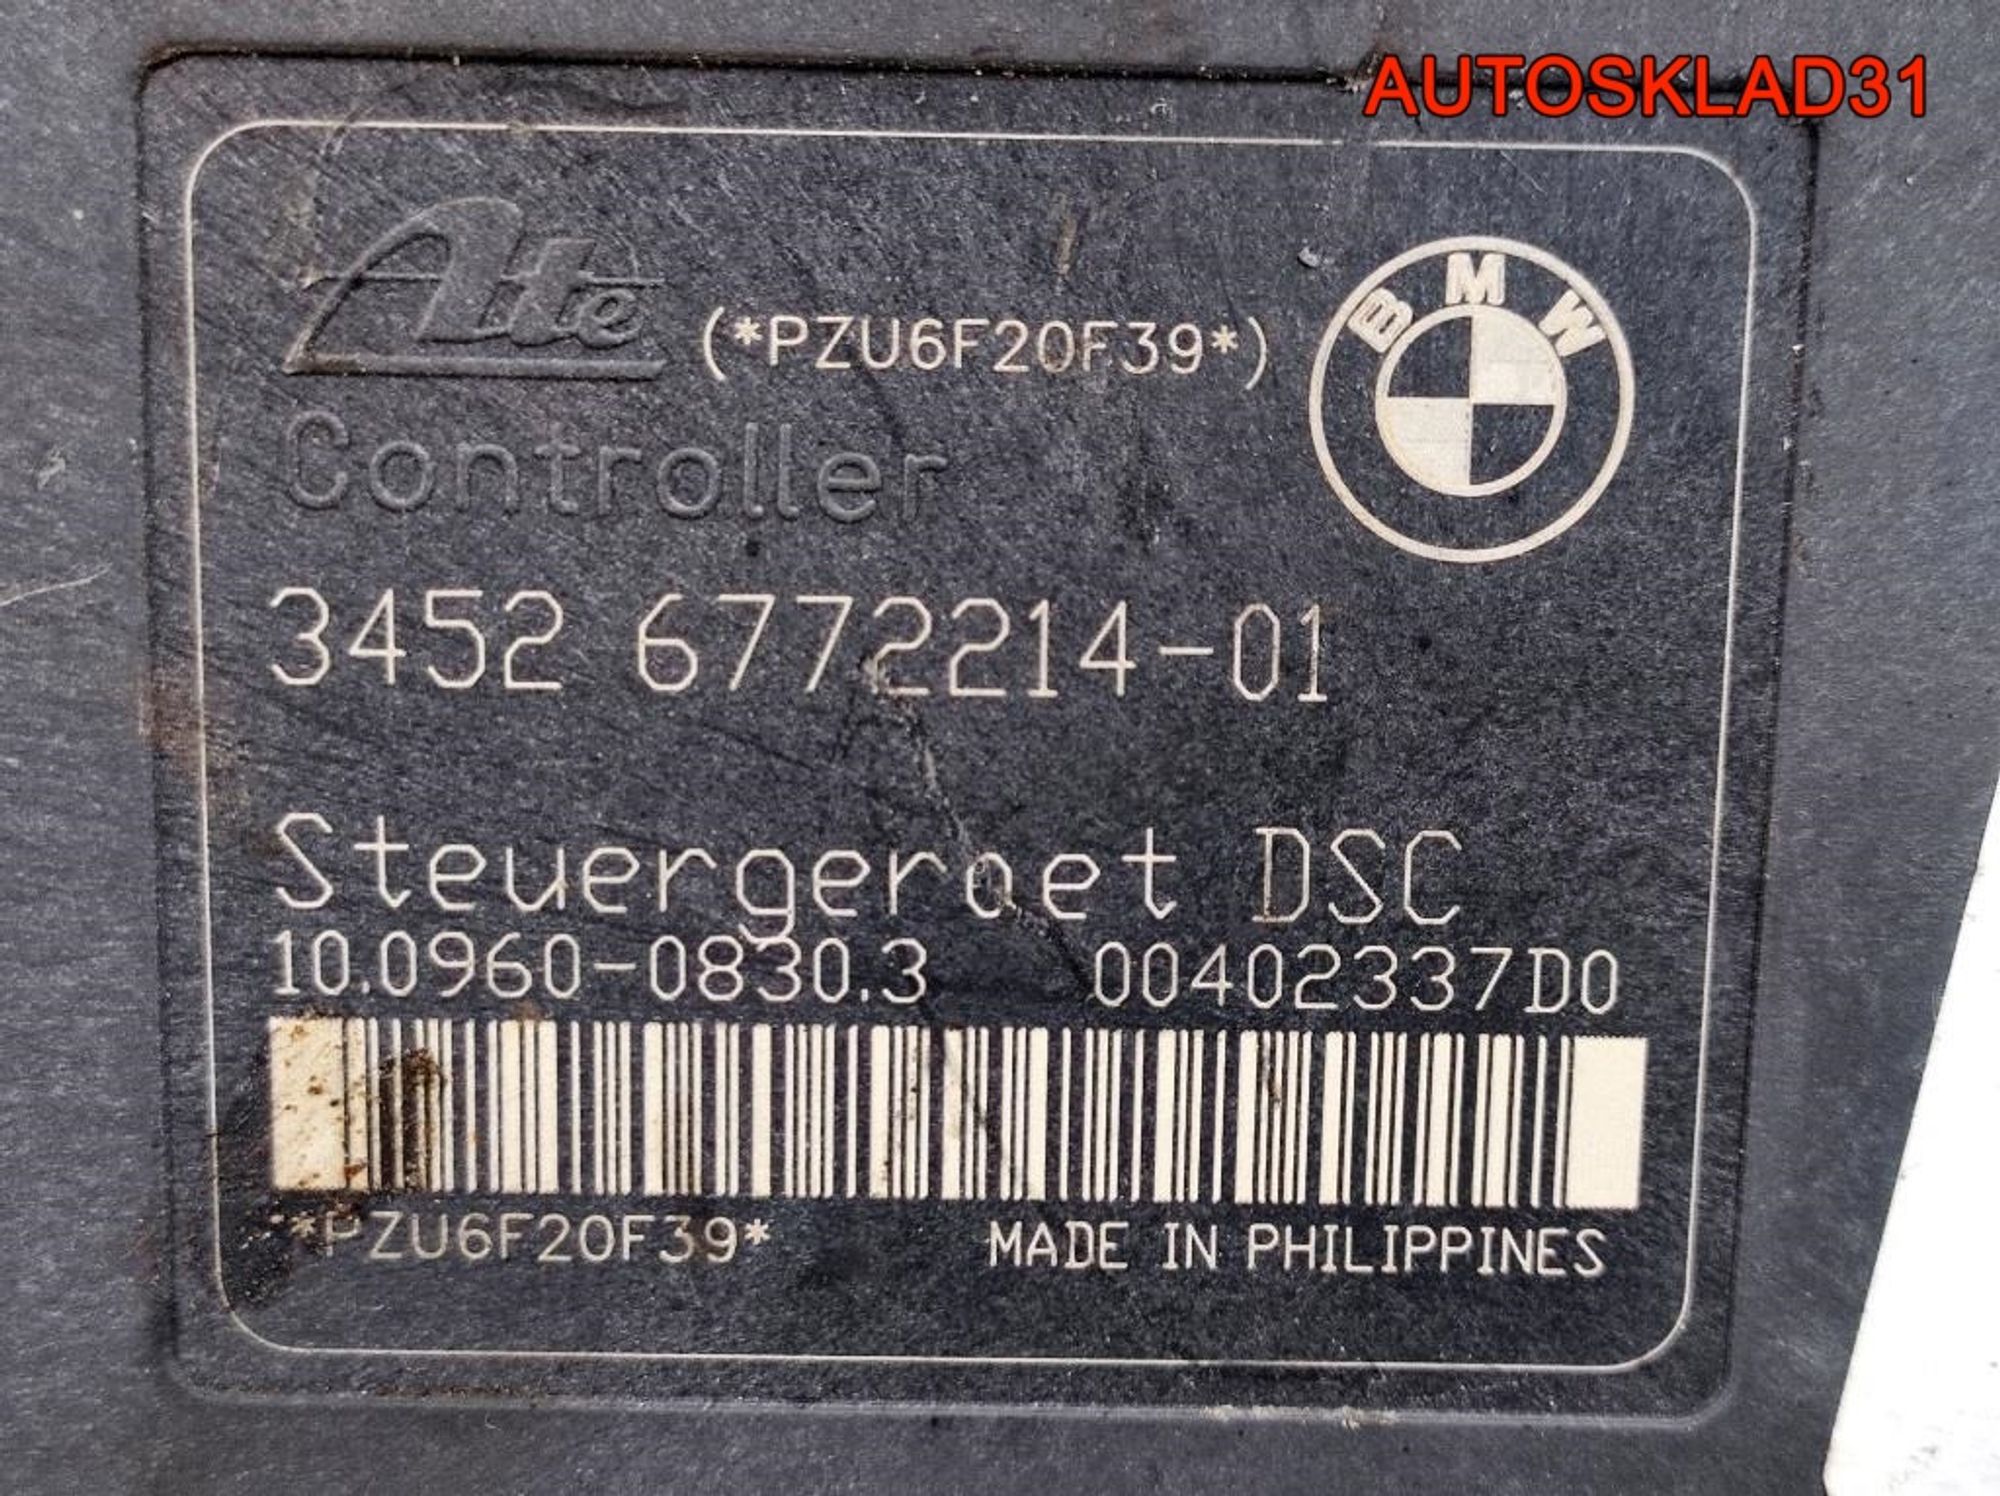 AUTOSKLAD31
Ate (*PZU6F20F39*)
BMW
Controller
3452 6772214-01
Steuergeraet DSC
10.0960-0830.3 00402337D0
*PZU6F20F39* MADE IN PHILIPPINES